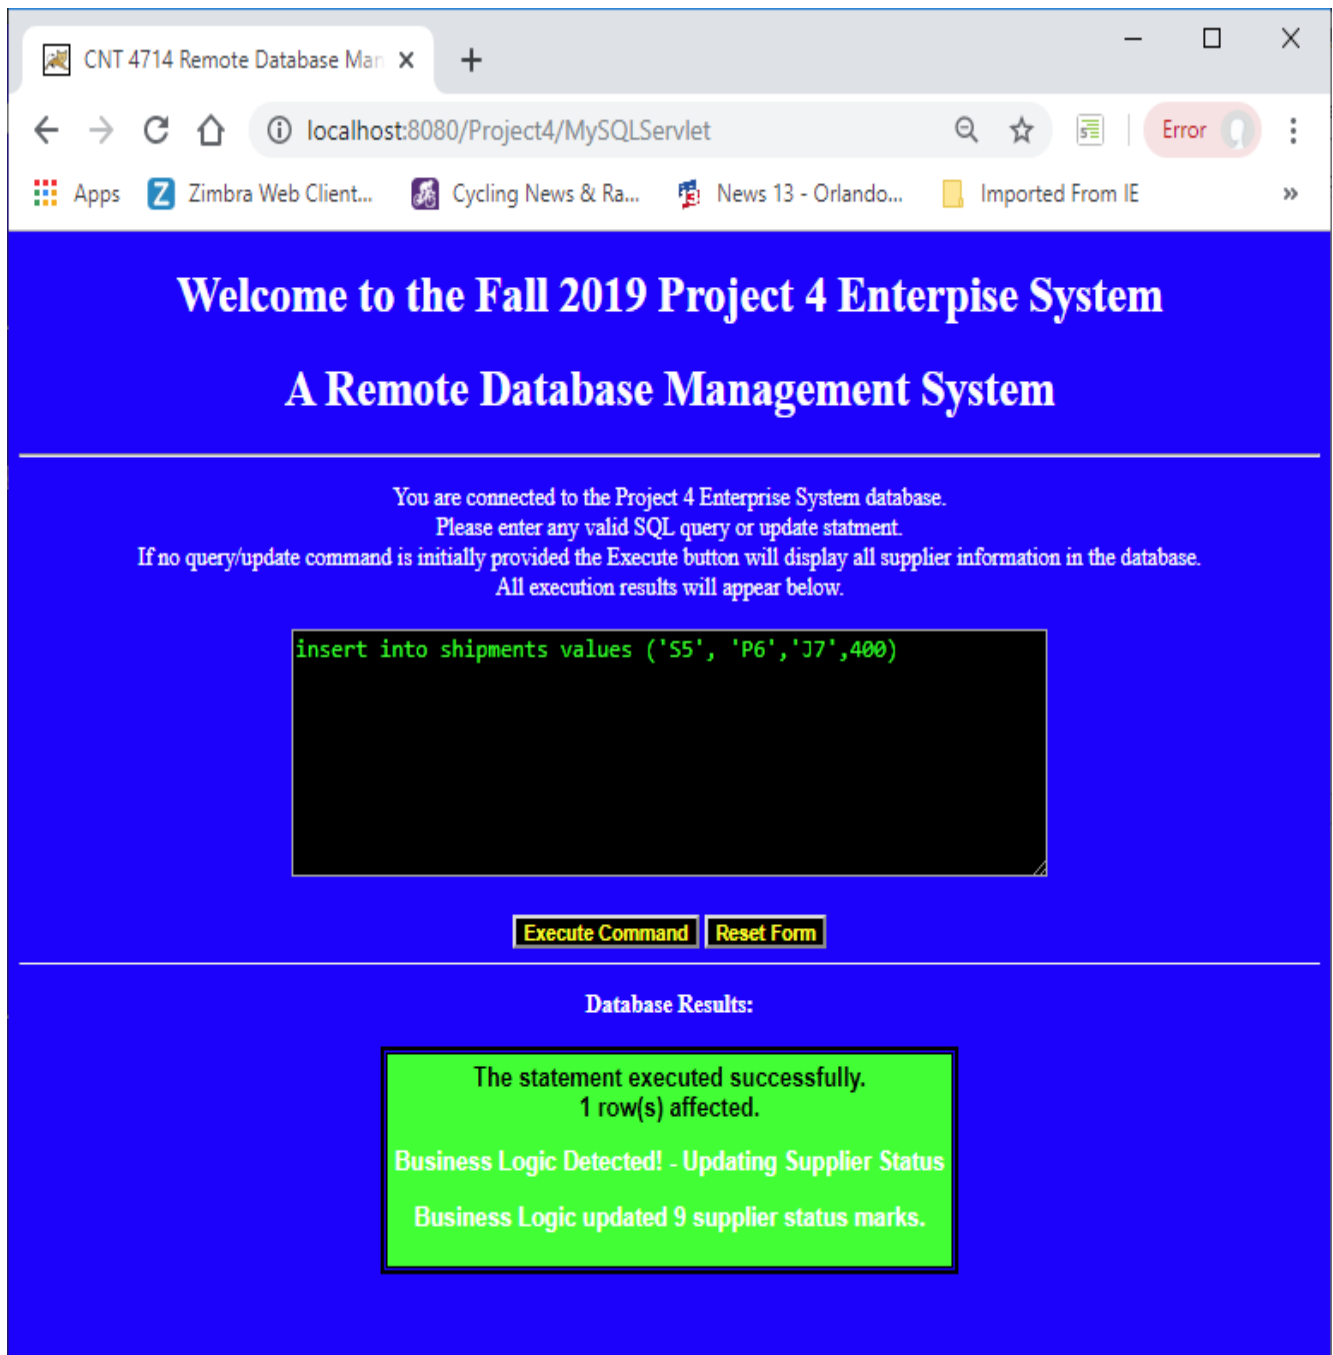 CNT 4714 Remote Database Man
localhost:8080/Project4/MySQLServlet
Error
Apps
Zimbra Web Client...
Cycling News & Ra...
News 13 - Orlando...
Imported From IE
»
Welcome to the Fall 2019 Project 4 Enterpise System
A Remote Database Management System
You are connected to the Project 4 Enterprise System database.
Please enter any valid SQL query or update statment.
If no query/update command is initially provided the Execute button will display all supplier information in the database.
All execution results will appear below.
insert into shipments values ('S5', 'P6','J7',400)
Execute Command Reset Form
Database Results:
The statement executed successfully.
1 row(s) affected.
Business Logic Detected! - Updating Supplier Status
Business Logic updated 9 supplier status marks.